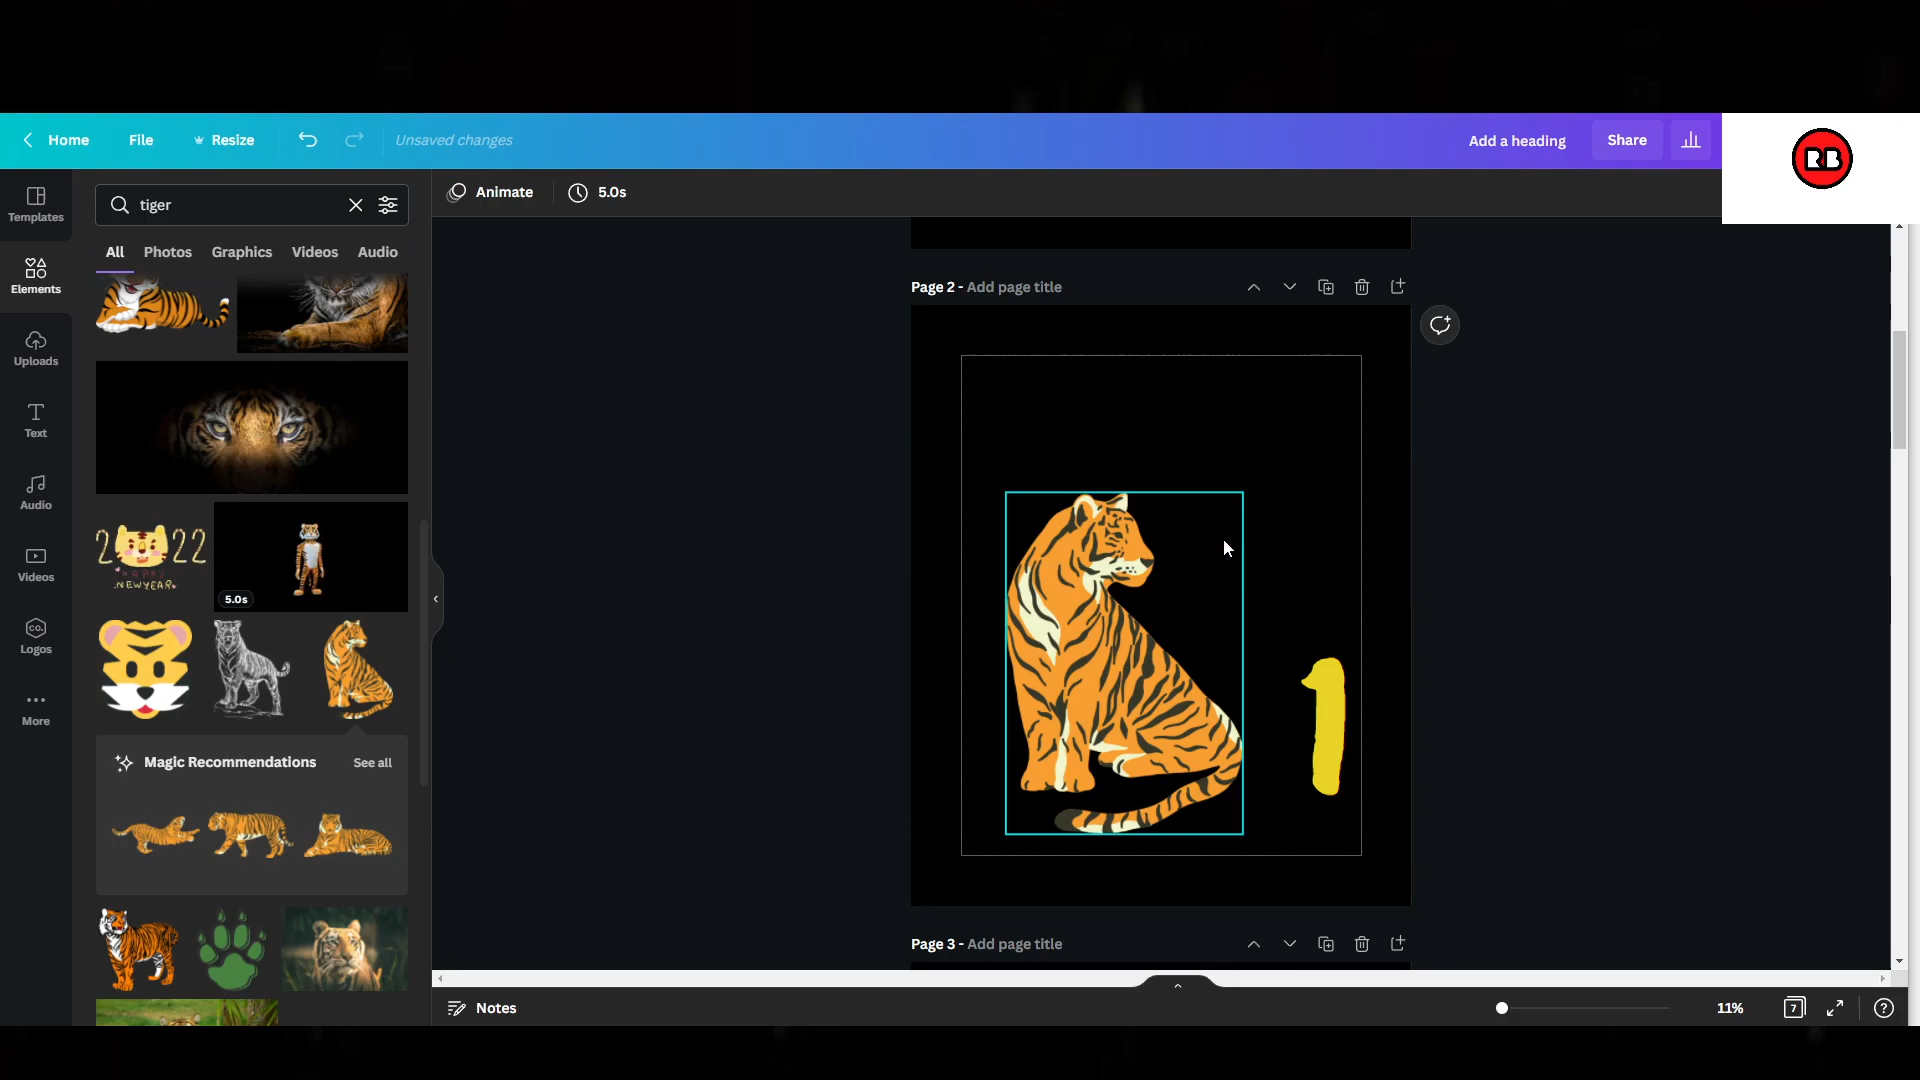 Home File Resize Unsaved changes Add a heading Share
RB
Templates
tiger
Animate 5.0s
All Photos Graphics Videos Audio
Elements
Page 2 - Add page title
Uploads
Text
Audio
2022
NEWYEAR
5.0s
Videos
CO.
Logos
1
More
Magic Recommendations See all
Page 3 - Add page title
Notes 11% 7 ?